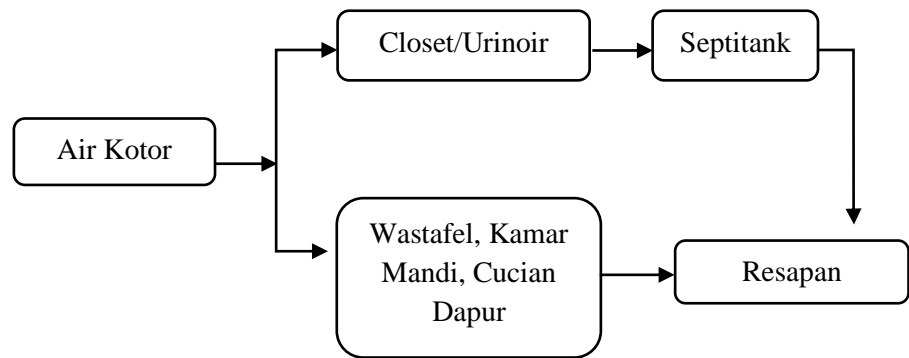 Closet/Urinoir
Septitank
Air Kotor
Wastafel, Kamar
Mandi, Cucian
Dapur
Resapan